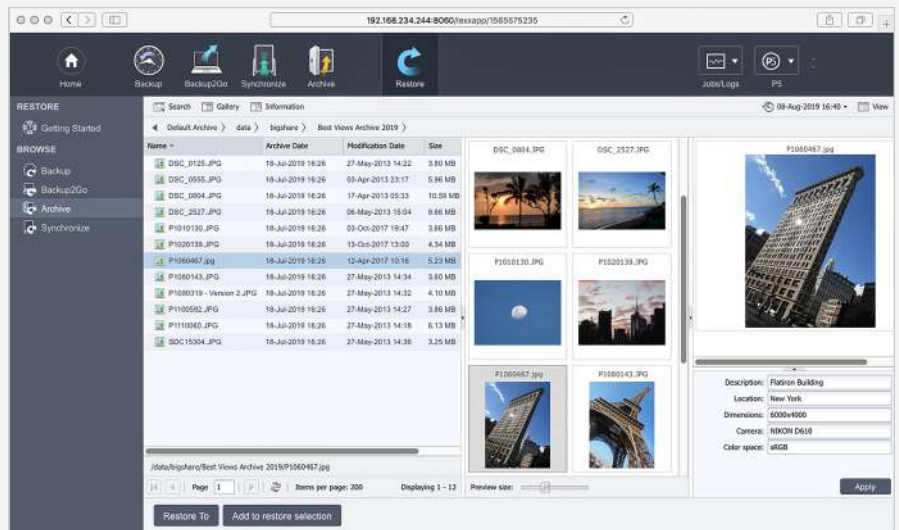 192.168.234.244:8060/lexxapp/1565575235
Home
Backup
Backup2Go
Synchronize
Archive
Restore
Jobs/Logs
P5
P5
RESTORE
Getting Started
BROWSE
Backup
Backup2Go
Archive
Synchronize
Search Gallery Information
08-Aug-2019 16:40 View
Default Archive data bigshare Best Views Archive 2019
Name Archive Date Modification Date Size
DSC_0125.JPG 18-Jul-2019 16:26 27-May-2013 14:22 3.80 MB
DSC_0555.JPG 18-Jul-2019 16:26 03-Apr-2013 23:17 5.96 MB
DSC_0804.JPG 18-Jul-2019 16:26 17-Apr-2013 05:33 10.59 MB
DSC_2527.JPG 18-Jul-2019 16:26 06-May-2013 15:04 9.66 MB
P1010130.JPG 18-Jul-2019 16:26 03-Oct-2017 19:47 3.66 MB
P1020139.JPG 18-Jul-2019 16:26 13-Oct-2017 13:00 4.34 MB
P1060467.jpg 18-Jul-2019 16:26 12-Apr-2017 10:16 5.23 MB
P1080143.JPG 18-Jul-2019 16:26 27-May-2013 14:34 3.60 MB
P1090319 - Version 2.JPG 18-Jul-2019 16:26 27-May-2013 14:32 4.10 MB
P1100592.JPG 18-Jul-2019 16:26 27-May-2013 14:27 3.86 MB
P1110060.JPG 18-Jul-2019 16:26 27-May-2013 14:18 6.13 MB
SDC15304.JPG 18-Jul-2019 16:26 27-May-2013 14:36 3.25 MB
DSC_0804.JPG DSC_2527.JPG
P1010130.JPG P1020139.JPG
P1060467.jpg P1080143.JPG
P1060467.jpg
Description: Flatiron Building
Location: New York
Dimensions: 6000x4000
Camera: NIKON D610
Color space: sRGB
Apply
/data/bigshare/Best Views Archive 2019/P1060467.jpg
Page 1 Items per page: 200 Displaying 1 - 12
Preview size:
Restore To
Add to restore selection